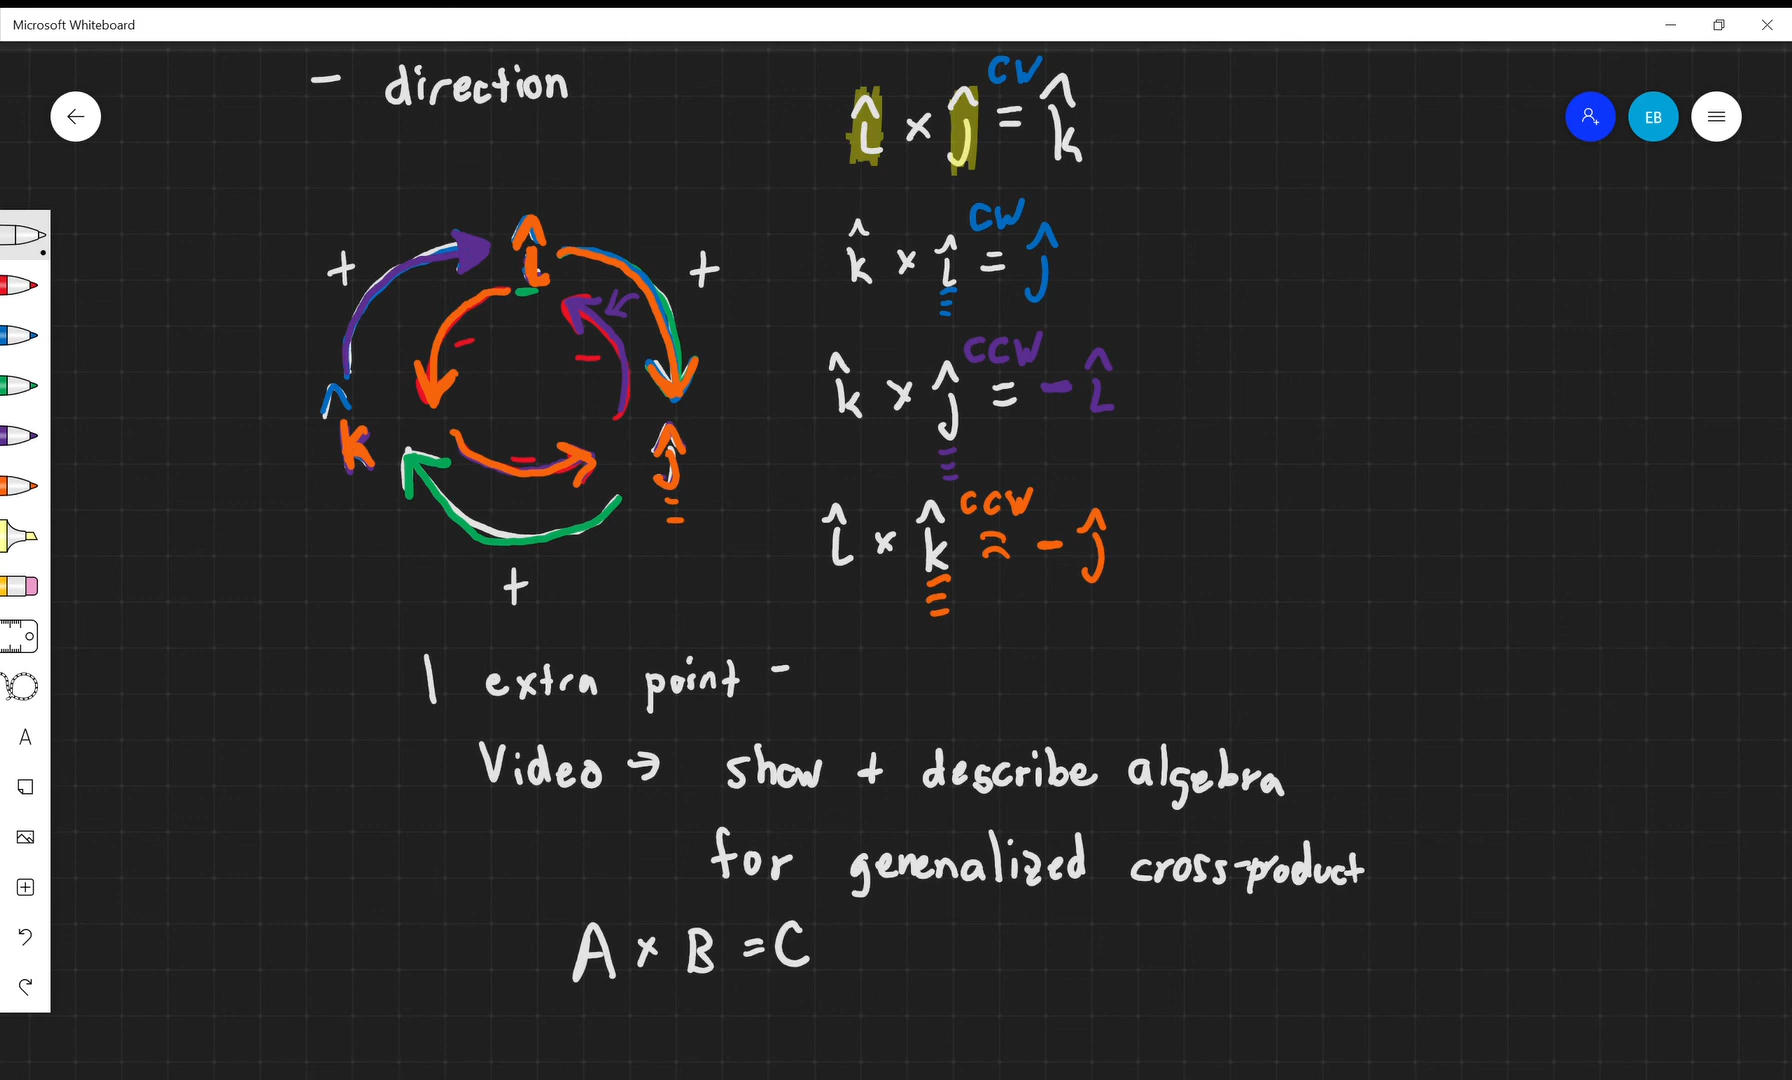 Microsoft Whiteboard
- direction
î × ĵ = k̂ CW
EB
k̂ × î = ĵ CW
k̂ × ĵ = - î CCW
î × k̂ = - ĵ CCW
+ î +
- -
k̂ ĵ
-
+
1 extra point -
Video → show + describe algebra
for generalized cross-product
A × B = C
A